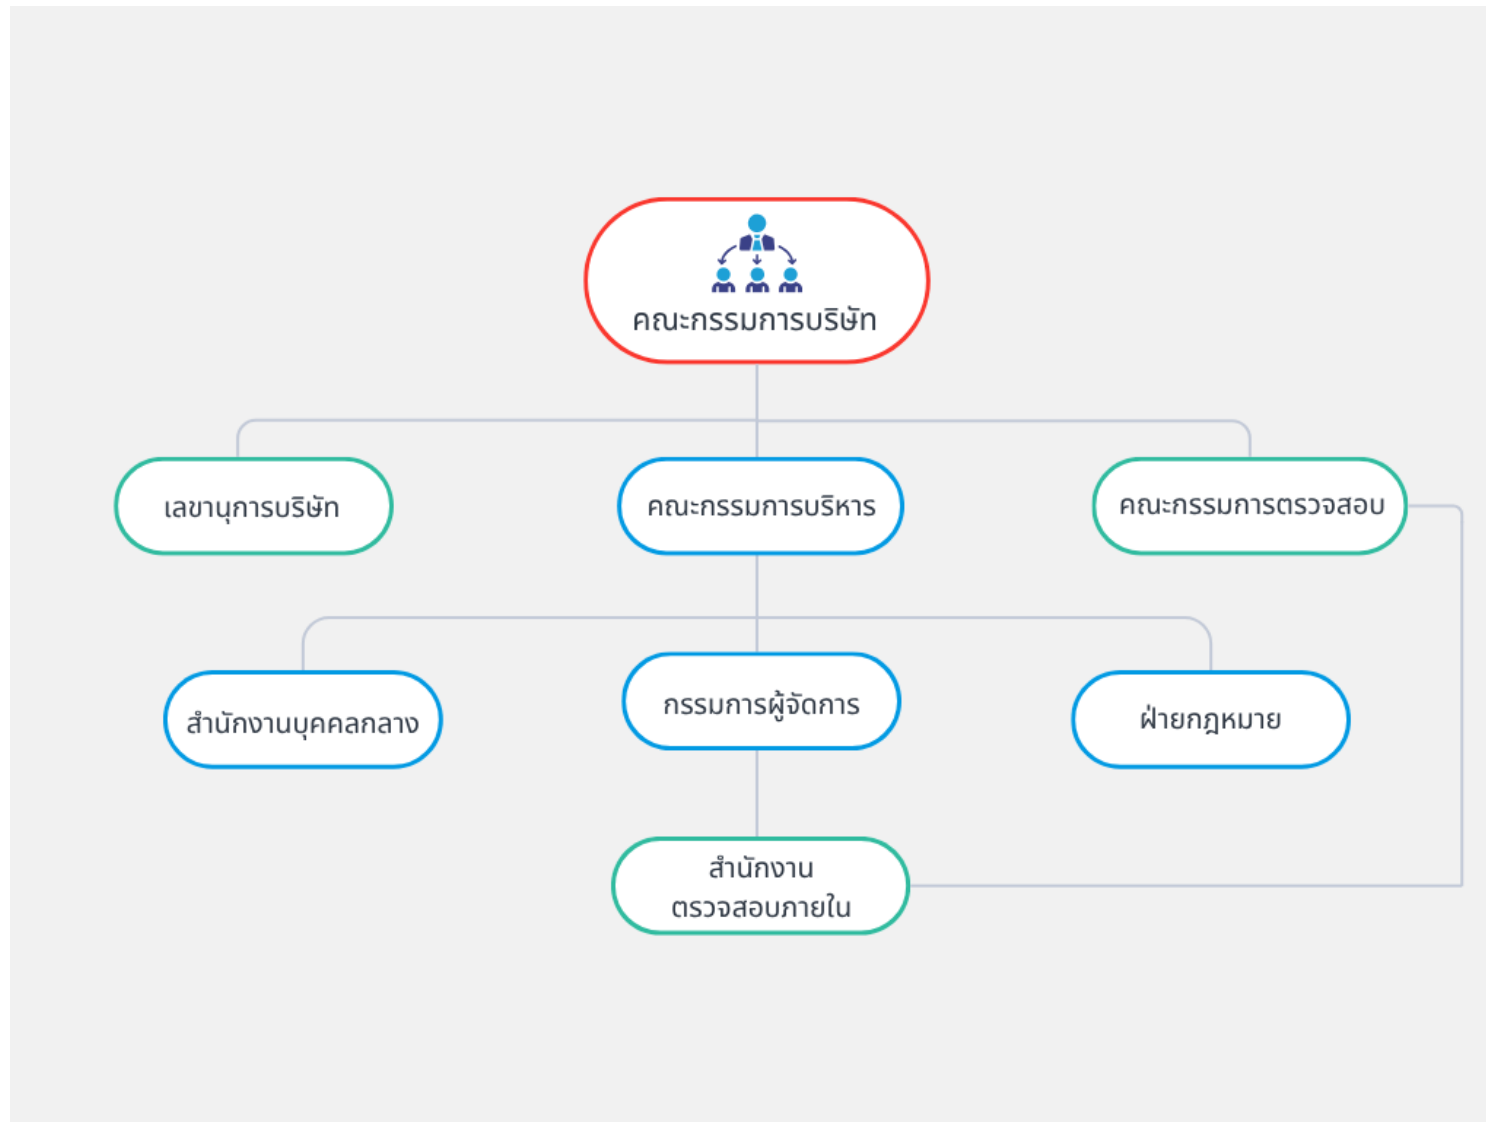 คณะกรรมการบริษัท
เลขานุการบริษัท
คณะกรรมการบริหาร
คณะกรรมการตรวจสอบ
สำนักงานบุคคลกลาง
กรรมการผู้จัดการ
ฝ่ายกฎหมาย
สำนักงาน
ตรวจสอบภายใน